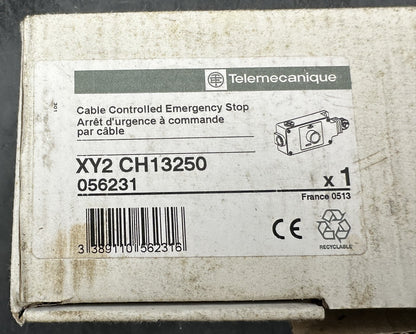 Telemecanique
Cable Controlled Emergency Stop
Arrêt d'urgence à commande
par câble
XY2 CH13250
056231
x 1
France 0513
3 389110 562316
CE
RECYCLABLE